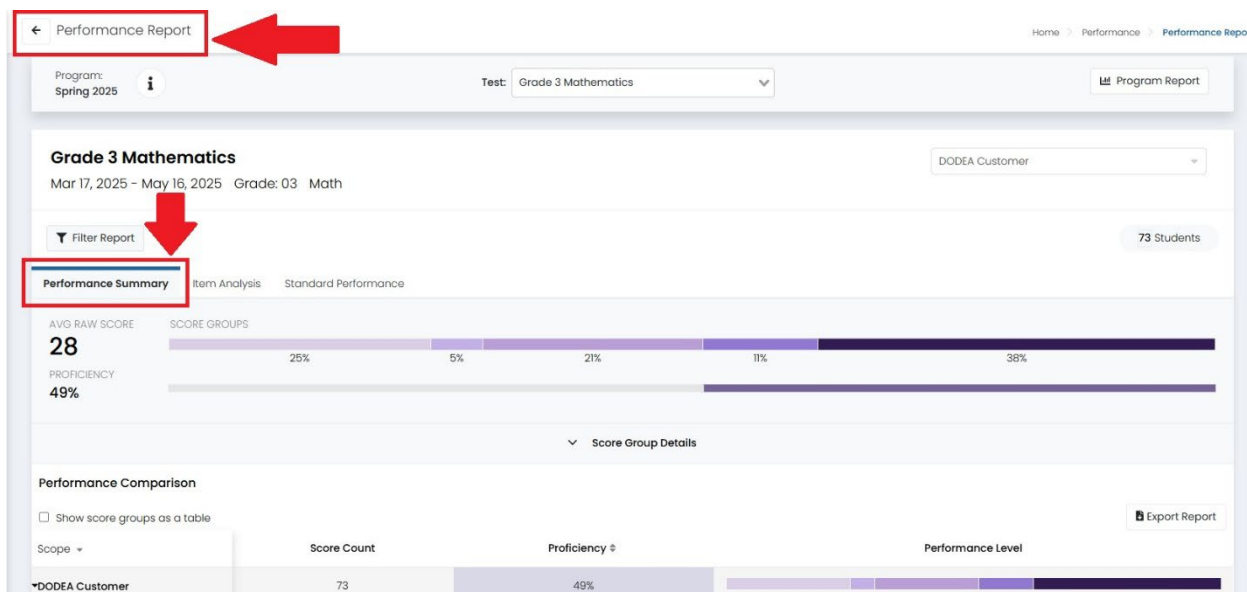 Performance Report
Home > Performance > Performance Repo
Program:
Spring 2025
i
Test: Grade 3 Mathematics
Program Report
Grade 3 Mathematics
DODEA Customer
Mar 17, 2025 - May 16, 2025 Grade: 03 Math
Filter Report
73 Students
Performance Summary Item Analysis Standard Performance
AVG RAW SCORE SCORE GROUPS
28
25% 5% 21% 11% 38%
PROFICIENCY
49%
Score Group Details
Performance Comparison
Show score groups as a table
Export Report
Scope Score Count Proficiency Performance Level
DODEA Customer 73 49%